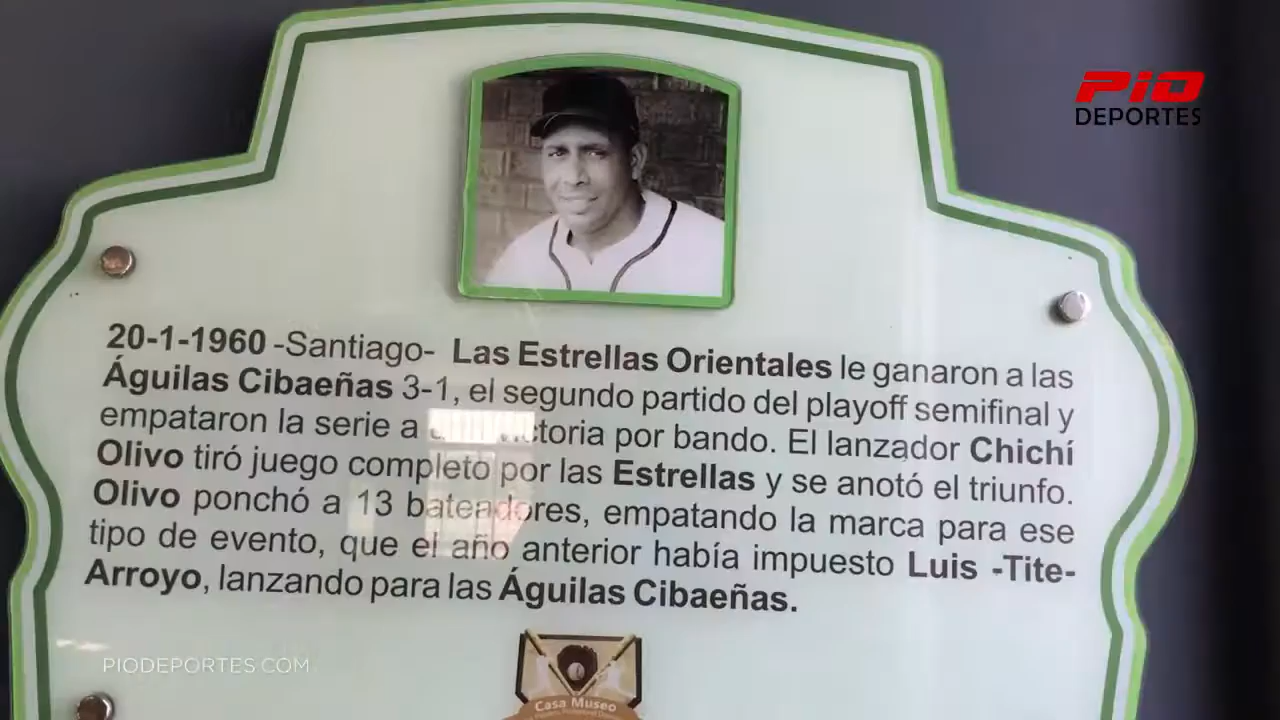 PiO
DEPORTES
20-1-1960 -Santiago- Las Estrellas Orientales le ganaron a las
Águilas Cibaeñas 3-1, el segundo partido del playoff semifinal y
empataron la serie a victoria por bando. El lanzador Chichí
Olivo tiró juego completo por las Estrellas y se anotó el triunfo.
Olivo ponchó a 13 bateadores, empatando la marca para ese
tipo de evento, que el año anterior había impuesto Luis -Tite-
Arroyo, lanzando para las Águilas Cibaeñas.
PIODEPORTES.COM
Casa Museo